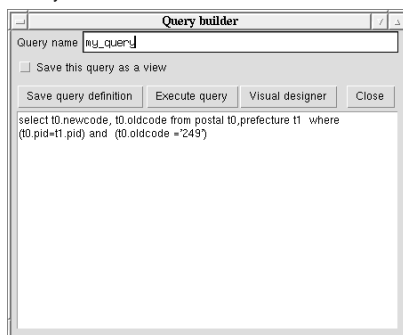 Query builder
Query name my_query
Save this query as a view
Save query definition Execute query Visual designer Close
select t0.newcode, t0.oldcode from postal t0,prefecture t1 where
(t0.pid=t1.pid) and (t0.oldcode ='249')